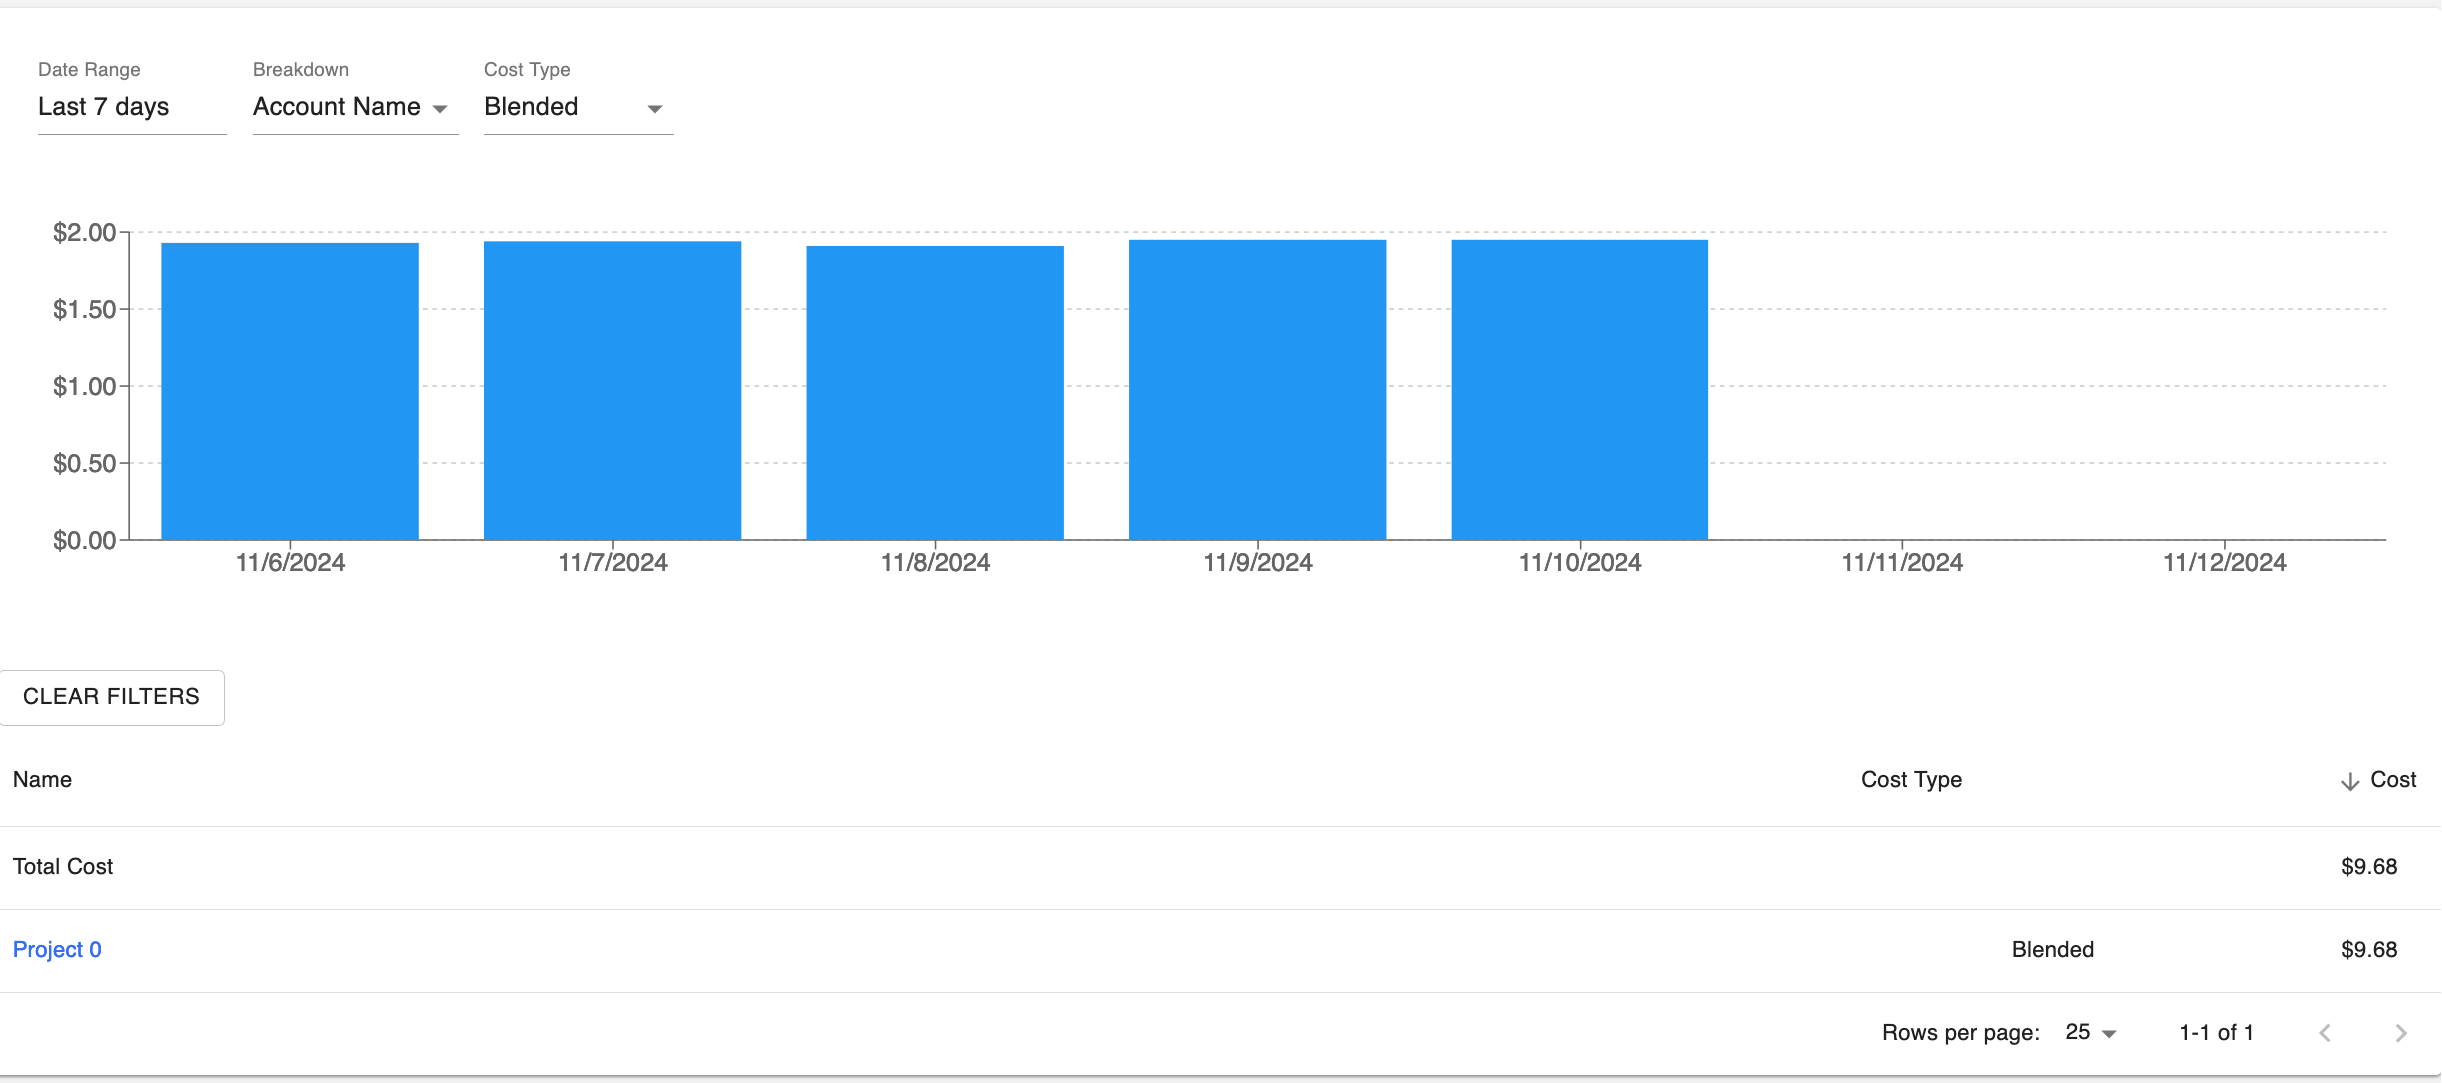 Date Range Breakdown Cost Type
Last 7 days Account Name Blended
$2.00
$1.50
$1.00
$0.50
$0.00
11/6/2024 11/7/2024 11/8/2024 11/9/2024 11/10/2024 11/11/2024 11/12/2024
CLEAR FILTERS
Name Cost Type Cost
Total Cost $9.68
Project 0 Blended $9.68
Rows per page: 25 1-1 of 1